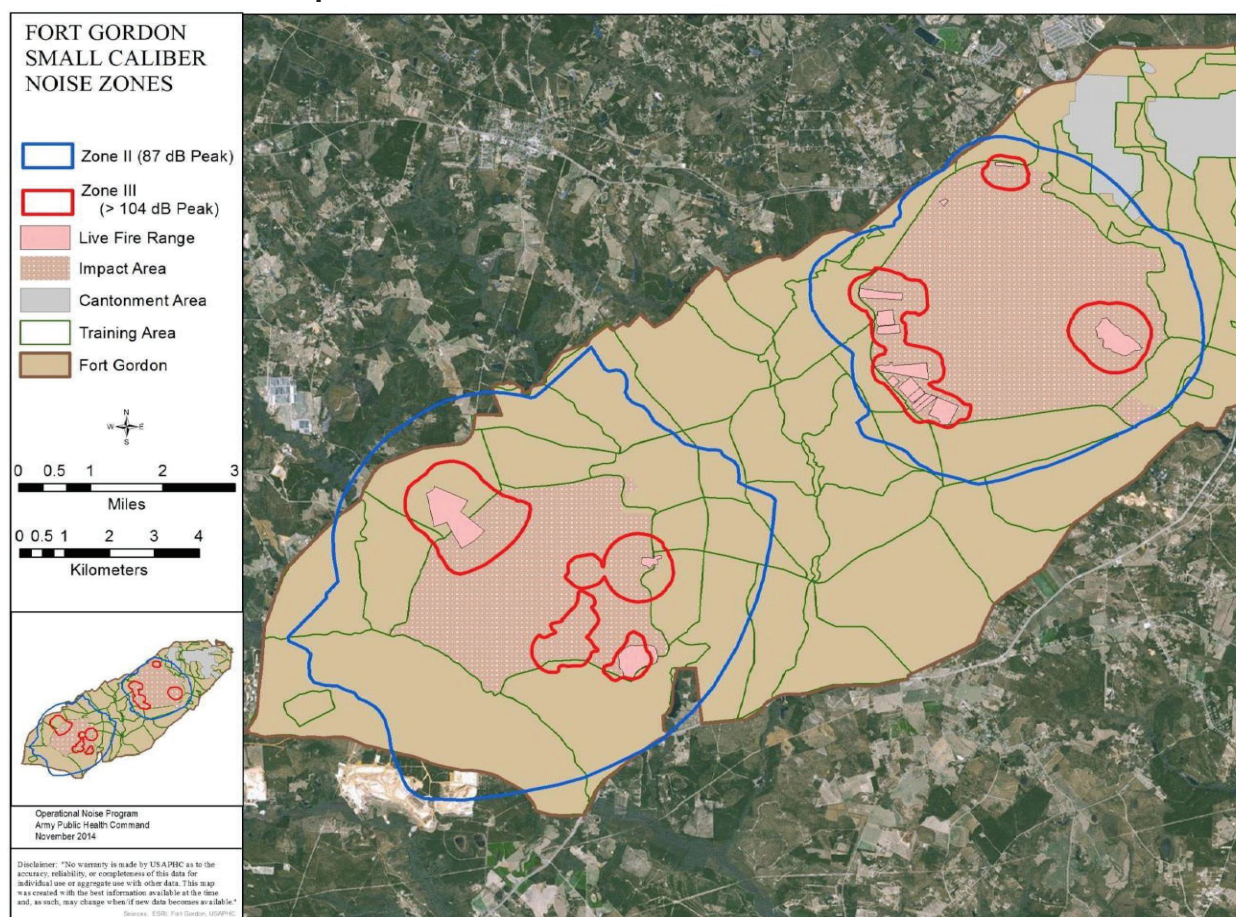 FORT GORDON
SMALL CALIBER
NOISE ZONES
Zone II (87 dB Peak)
Zone III
(> 104 dB Peak)
Live Fire Range
Impact Area
Cantonment Area
Training Area
Fort Gordon
N
W E
S
0 0.5 1 2 3
Miles
0 0.5 1 2 3 4
Kilometers
Operational Noise Program
Army Public Health Command
November 2014
Disclaimer: "No warranty is made by USAPHC as to the
accuracy, reliability, or completeness of this data for
individual use or aggregate use with other data. This map
was created with the best information available at the time
and, as such, may change when/if new data becomes available."
Sources: ESRI, Fort Gordon, USAPHC